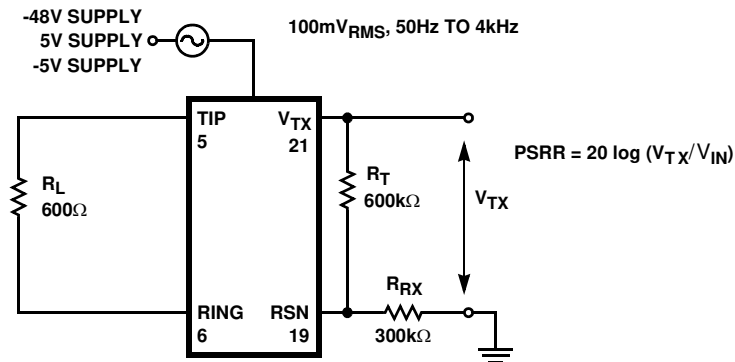 -48V SUPPLY
5V SUPPLY
-5V SUPPLY
100mVRMS, 50Hz TO 4kHz
TIP
5
VTX
21
PSRR = 20 log (VTX/VIN)
RL
600Ω
RT
600kΩ
VTX
RING
6
RSN
19
RRX
300kΩ